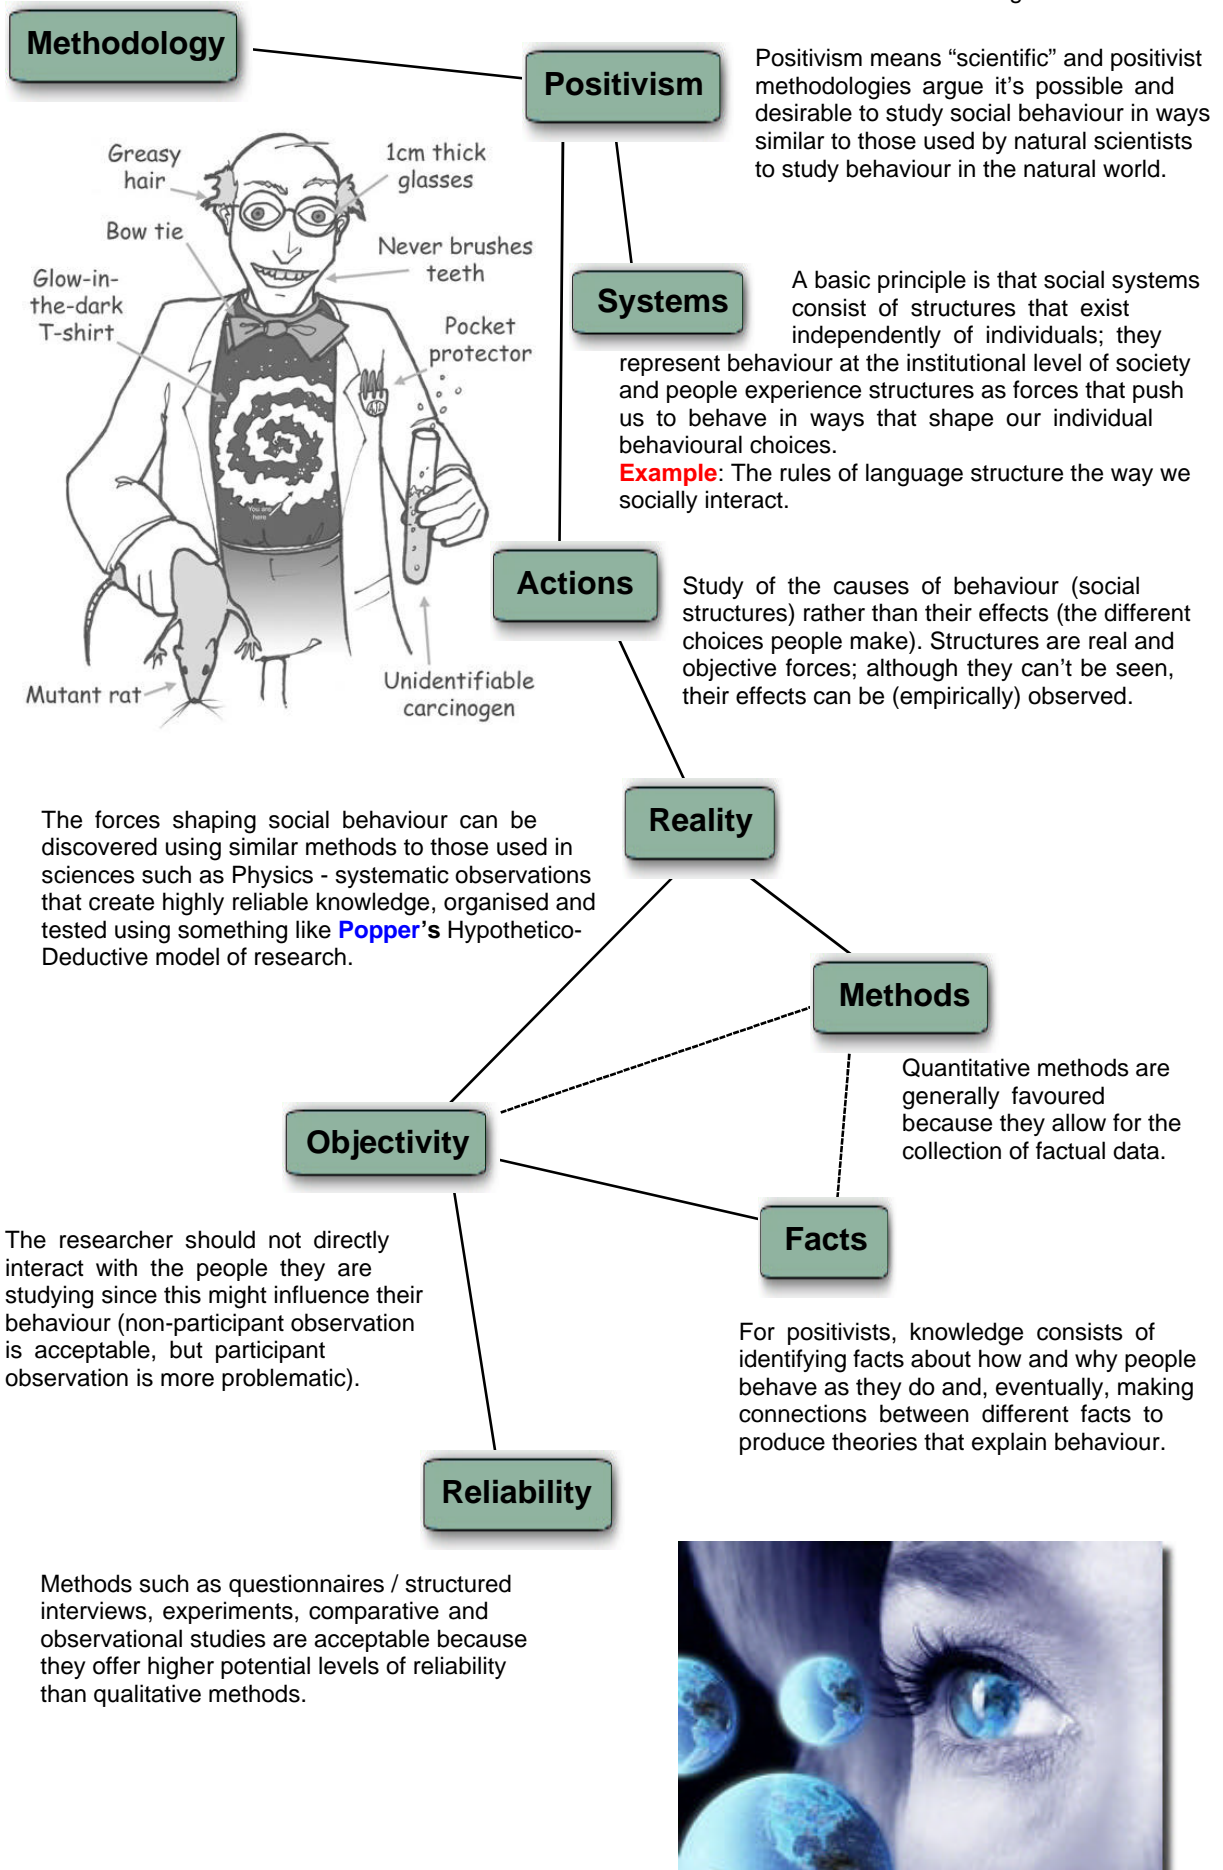 Methodology
Positivism
Positivism means “scientific” and positivist
methodologies argue it’s possible and
desirable to study social behaviour in ways
similar to those used by natural scientists
to study behaviour in the natural world.
Greasy
hair
1cm thick
glasses
Bow tie
Never brushes
teeth
Glow-in-
the-dark
T-shirt
Pocket
protector
You are
here
Mutant rat
Unidentifiable
carcinogen
Systems
A basic principle is that social systems
consist of structures that exist
independently of individuals; they
represent behaviour at the institutional level of society
and people experience structures as forces that push
us to behave in ways that shape our individual
behavioural choices.
Example: The rules of language structure the way we
socially interact.
Actions
Study of the causes of behaviour (social
structures) rather than their effects (the different
choices people make). Structures are real and
objective forces; although they can’t be seen,
their effects can be (empirically) observed.
Reality
The forces shaping social behaviour can be
discovered using similar methods to those used in
sciences such as Physics - systematic observations
that create highly reliable knowledge, organised and
tested using something like Popper’s Hypothetico-
Deductive model of research.
Methods
Quantitative methods are
generally favoured
because they allow for the
collection of factual data.
Objectivity
The researcher should not directly
interact with the people they are
studying since this might influence their
behaviour (non-participant observation
is acceptable, but participant
observation is more problematic).
Facts
For positivists, knowledge consists of
identifying facts about how and why people
behave as they do and, eventually, making
connections between different facts to
produce theories that explain behaviour.
Reliability
Methods such as questionnaires / structured
interviews, experiments, comparative and
observational studies are acceptable because
they offer higher potential levels of reliability
than qualitative methods.